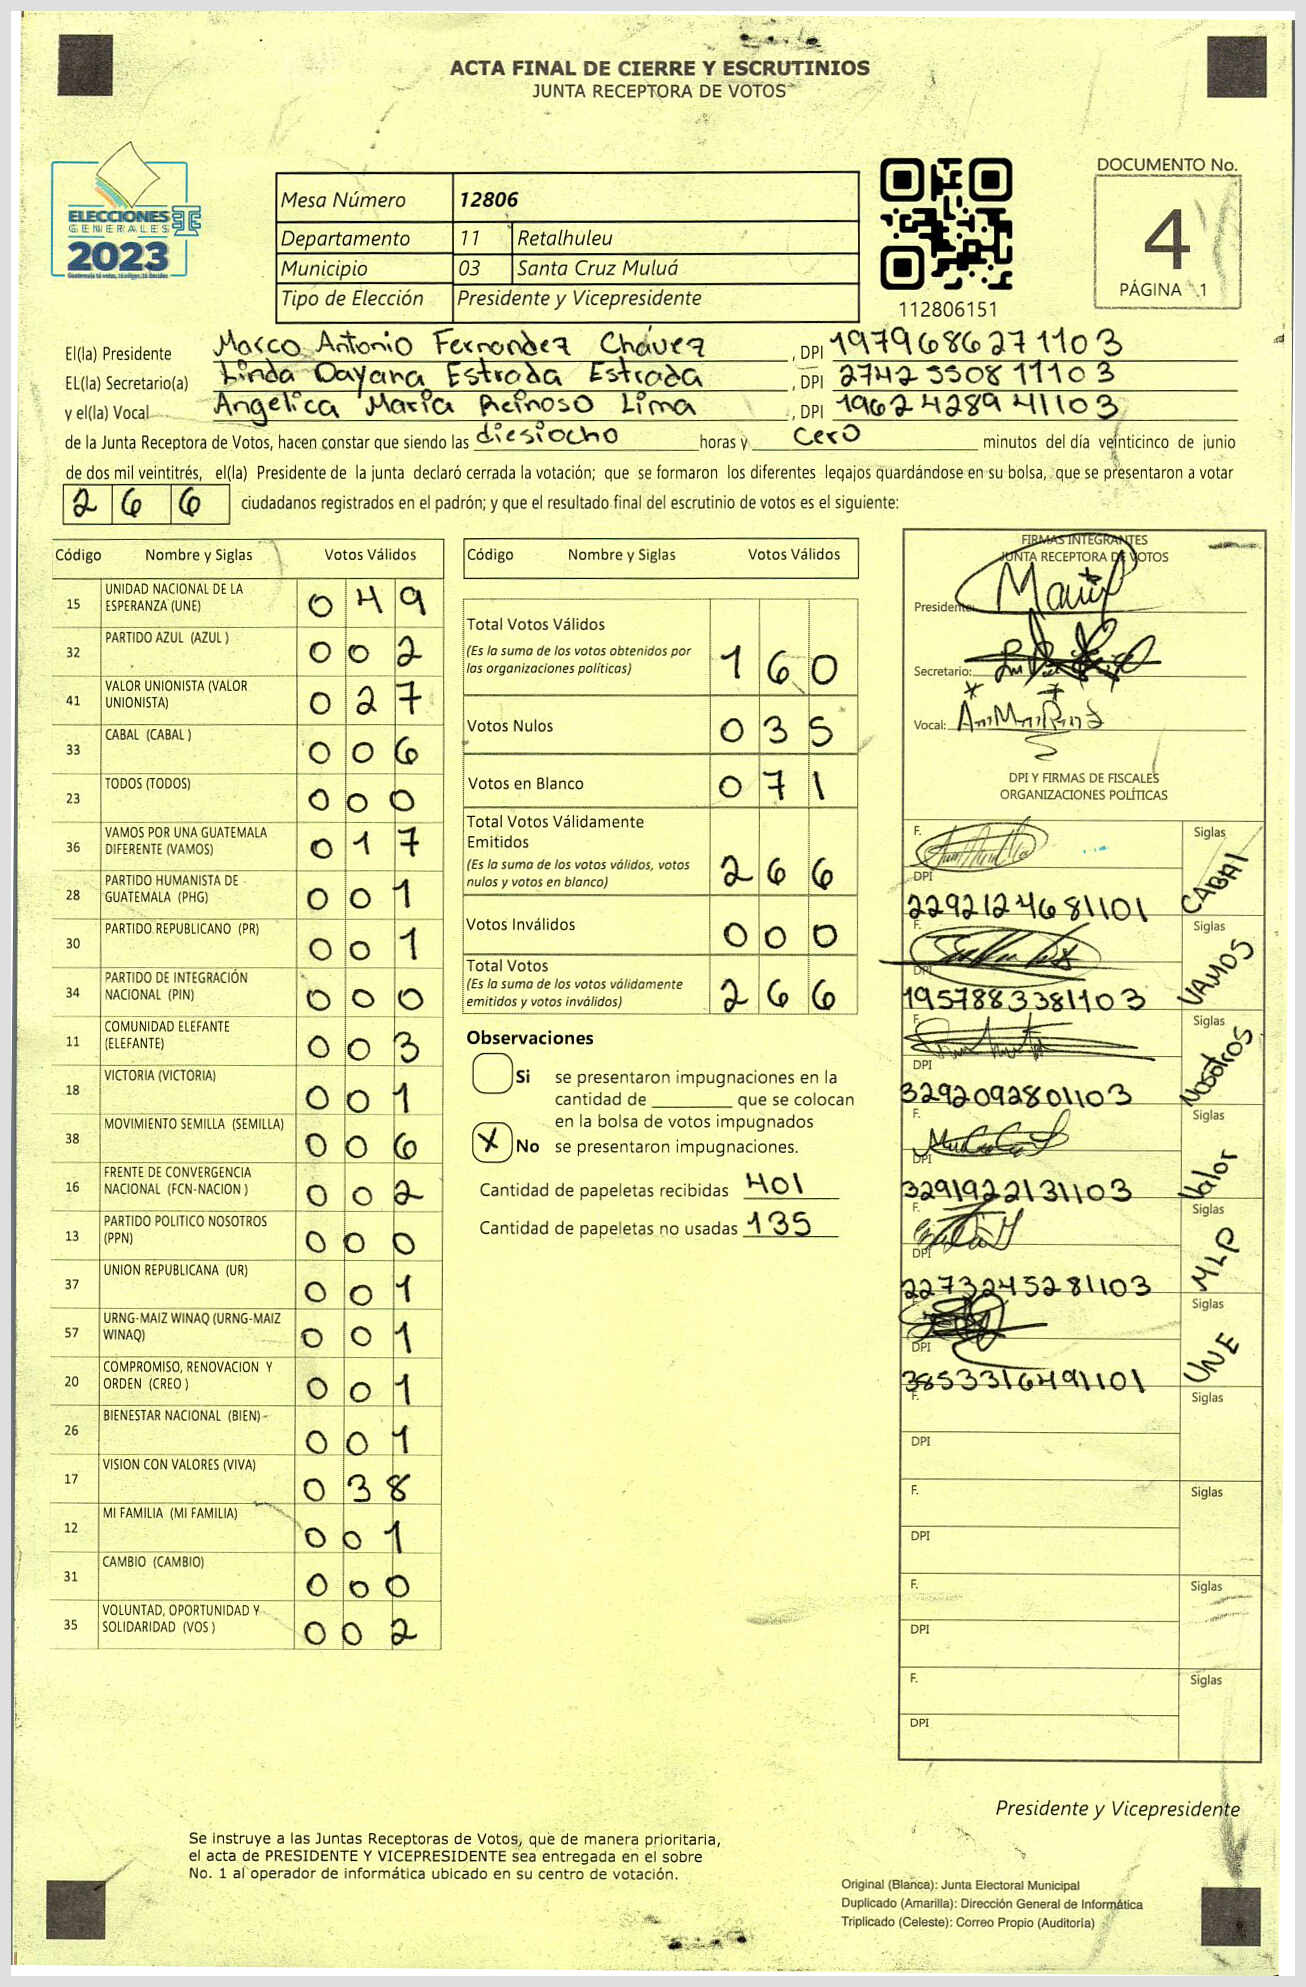 ACTA FINAL DE CIERRE Y ESCRUTINIOS
JUNTA RECEPTORA DE VOTOS
ELECCIONES
GENERALES
2023
Mesa Número 12806
Departamento 11 Retalhuleu
Municipio 03 Santa Cruz Muluá
Tipo de Elección Presidente y Vicepresidente
112806151
DOCUMENTO No.
4
PÁGINA 1
El(la) Presidente Marco Antonio Fernandez Chávez , DPI 1979686271103
EL(la) Secretario(a) Linda Dayana Estrada Estrada , DPI 2742550811103
y el(la) Vocal Angelica Maria Reinoso Lima , DPI 1962428941103
de la Junta Receptora de Votos, hacen constar que siendo las diesiocho horas y cero minutos del día veinticinco de junio
de dos mil veintitrés, el(la) Presidente de la junta declaró cerrada la votación; que se formaron los diferentes legajos quardándose en su bolsa, que se presentaron a votar
2 6 6 ciudadanos registrados en el padrón; y que el resultado final del escrutinio de votos es el siguiente:
Código Nombre y Siglas Votos Válidos
15 UNIDAD NACIONAL DE LA ESPERANZA (UNE) 0 4 9
32 PARTIDO AZUL (AZUL ) 0 0 2
41 VALOR UNIONISTA (VALOR UNIONISTA) 0 2 7
33 CABAL (CABAL ) 0 0 6
23 TODOS (TODOS) 0 0 0
36 VAMOS POR UNA GUATEMALA DIFERENTE (VAMOS) 0 1 7
28 PARTIDO HUMANISTA DE GUATEMALA (PHG) 0 0 1
30 PARTIDO REPUBLICANO (PR) 0 0 1
34 PARTIDO DE INTEGRACIÓN NACIONAL (PIN) 0 0 0
11 COMUNIDAD ELEFANTE (ELEFANTE) 0 0 3
18 VICTORIA (VICTORIA) 0 0 1
38 MOVIMIENTO SEMILLA (SEMILLA) 0 0 6
16 FRENTE DE CONVERGENCIA NACIONAL (FCN-NACION ) 0 0 2
13 PARTIDO POLITICO NOSOTROS (PPN) 0 0 0
37 UNION REPUBLICANA (UR) 0 0 1
57 URNG-MAIZ WINAQ (URNG-MAIZ WINAQ) 0 0 1
20 COMPROMISO, RENOVACION Y ORDEN (CREO ) 0 0 1
26 BIENESTAR NACIONAL (BIEN) 0 0 1
17 VISION CON VALORES (VIVA) 0 3 8
12 MI FAMILIA (MI FAMILIA) 0 0 1
31 CAMBIO (CAMBIO) 0 0 0
35 VOLUNTAD, OPORTUNIDAD Y SOLIDARIDAD (VOS ) 0 0 2
Código Nombre y Siglas Votos Válidos
Total Votos Válidos
(Es la suma de los votos obtenidos por
las organizaciones políticas) 1 6 0
Votos Nulos 0 3 5
Votos en Blanco 0 7 1
Total Votos Válidamente
Emitidos
(Es la suma de los votos válidos, votos
nulos y votos en blanco) 2 6 6
Votos Inválidos 0 0 0
Total Votos
(Es la suma de los votos válidamente
emitidos y votos inválidos) 2 6 6
Observaciones
Si se presentaron impugnaciones en la
cantidad de ________ que se colocan
en la bolsa de votos impugnados
X No se presentaron impugnaciones.
Cantidad de papeletas recibidas 401
Cantidad de papeletas no usadas 135
FIRMAS INTEGRANTES
JUNTA RECEPTORA DE VOTOS
Presidente:
Secretario:
Vocal:
DPI Y FIRMAS DE FISCALES
ORGANIZACIONES POLÍTICAS
F. Siglas
DPI 2292124681101 CABAL
F. Siglas
DPI 1957883381103 VAMOS
F. Siglas
DPI 3292092801103 Nosotros
F. Siglas
DPI 3291922131103 Valor
F. Siglas
DPI 2273245281103 MLP
F. Siglas
DPI 3853316491101 UNE
F. Siglas
DPI
F. Siglas
DPI
F. Siglas
DPI
F. Siglas
DPI
Presidente y Vicepresidente
Se instruye a las Juntas Receptoras de Votos, que de manera prioritaria,
el acta de PRESIDENTE Y VICEPRESIDENTE sea entregada en el sobre
No. 1 al operador de informática ubicado en su centro de votación.
Original (Blanca): Junta Electoral Municipal
Duplicado (Amarilla): Dirección General de Informática
Triplicado (Celeste): Correo Propio (Auditoría)